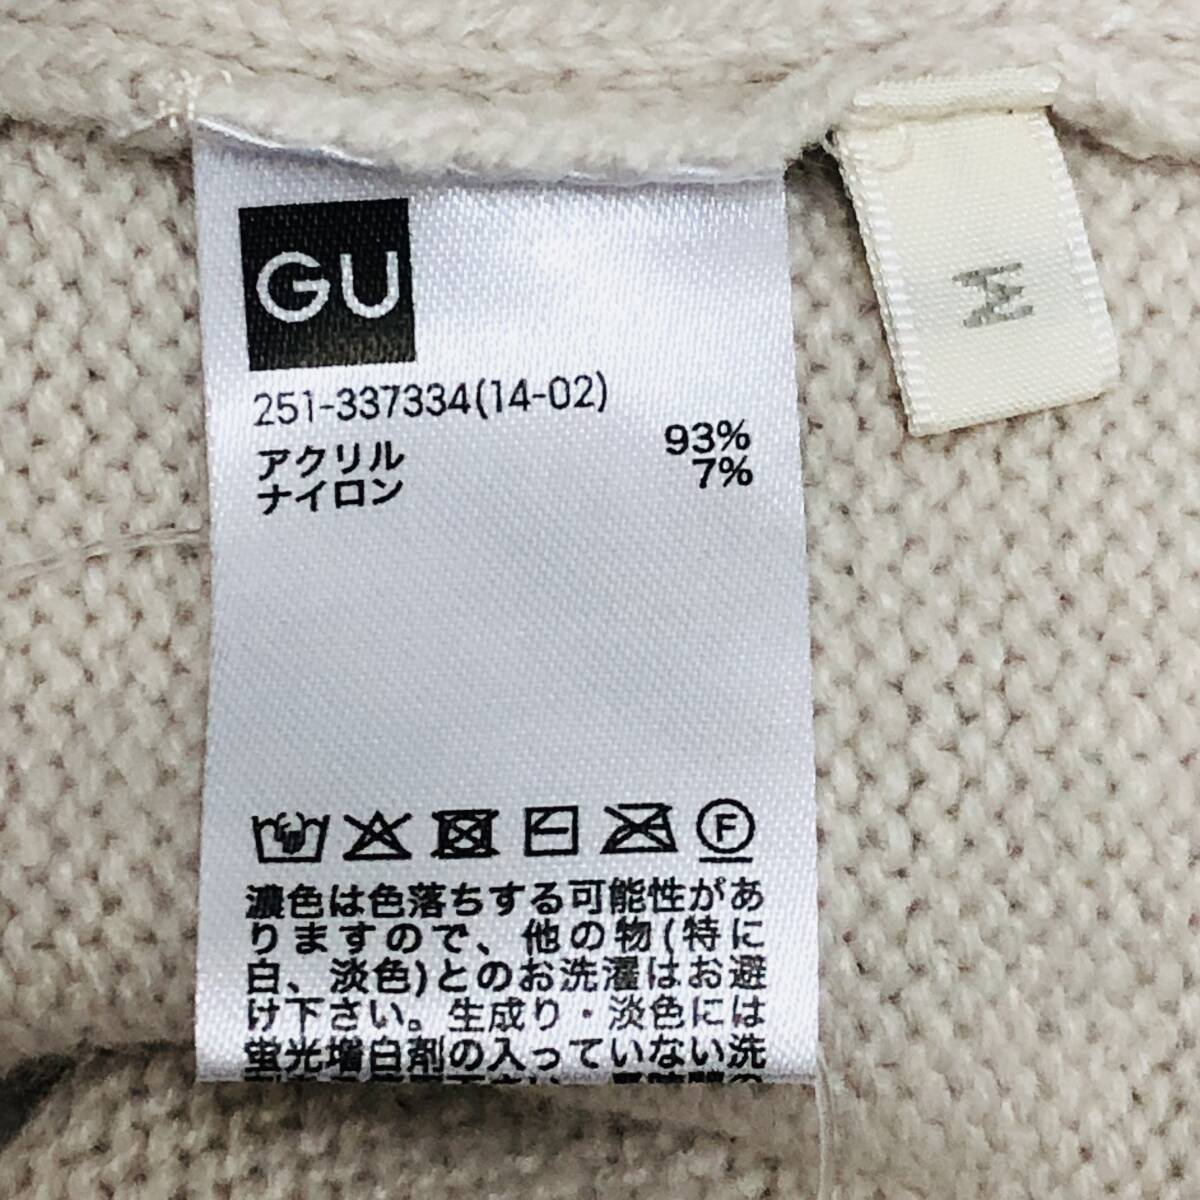 GU
M
251-337334(14-02)
アクリル 93%
ナイロン 7%
F
濃色は色落ちする可能性があ
りますので、他の物(特に
白、淡色)とのお洗濯はお避
け下さい。生成り・淡色には
蛍光増白剤の入っていない洗